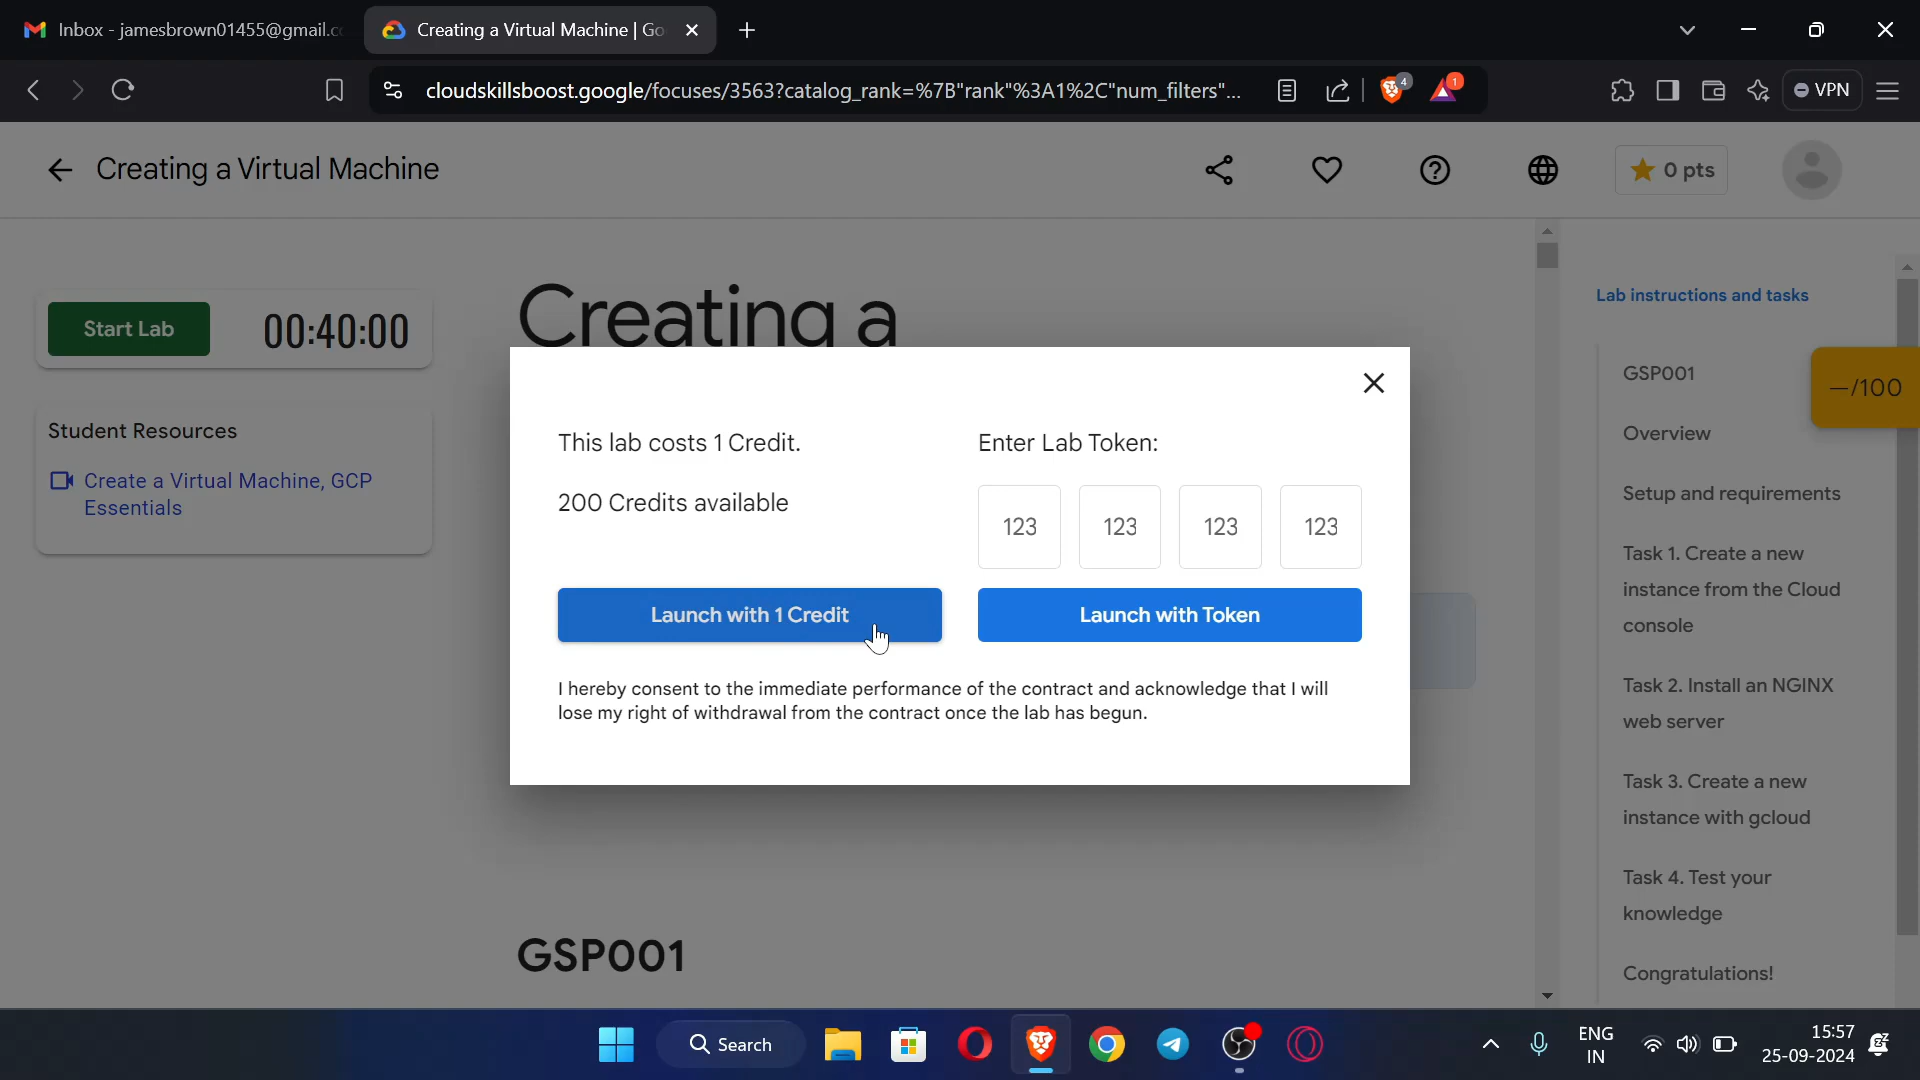 Inbox - jamesbrown01455@gmail.c
Creating a Virtual Machine | Go
cloudskillsboost.google/focuses/3563?catalog_rank=%7B"rank"%3A1%2C"num_filters"...
4
1
VPN
Creating a Virtual Machine
0 pts
Start Lab
00:40:00
Student Resources
Create a Virtual Machine, GCP
Essentials
Creating a
This lab costs 1 Credit.
200 Credits available
Launch with 1 Credit
Enter Lab Token:
123 123 123 123
Launch with Token
I hereby consent to the immediate performance of the contract and acknowledge that I will
lose my right of withdrawal from the contract once the lab has begun.
GSP001
Lab instructions and tasks
GSP001
—/100
Overview
Setup and requirements
Task 1. Create a new
instance from the Cloud
console
Task 2. Install an NGINX
web server
Task 3. Create a new
instance with gcloud
Task 4. Test your
knowledge
Congratulations!
Search
ENG
IN
15:57
25-09-2024